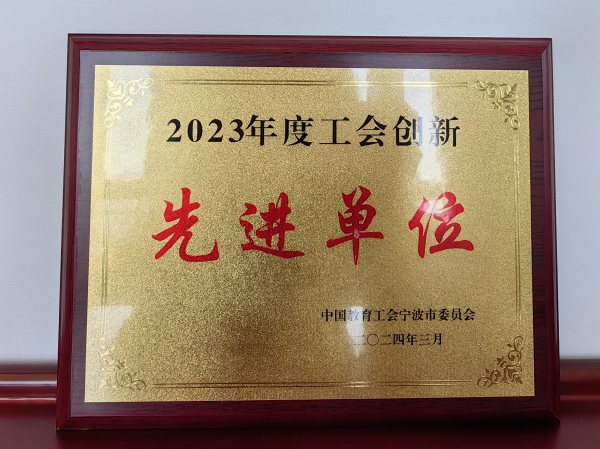 2023年度工会创新
先进单位
中国教育工会宁波市委员会
二〇二四年三月